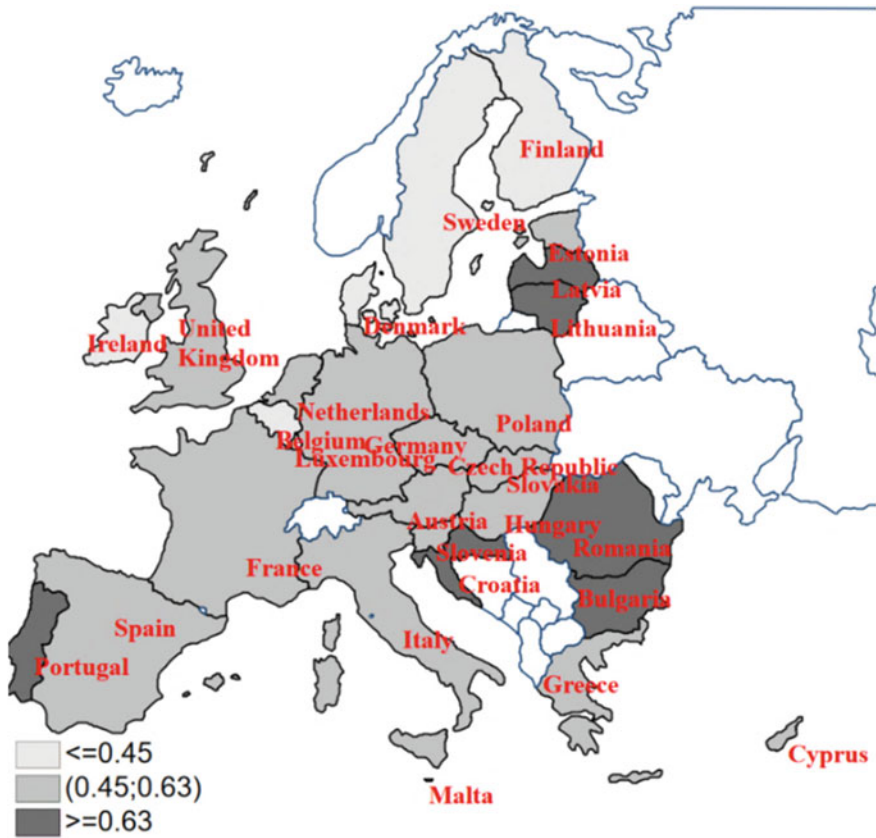 Finland
Sweden
Estonia
Latvia
Lithuania
Denmark
United
Kingdom
Ireland
Netherlands
Poland
Belgium
Germany
Luxembourg
Czech Republic
Slovakia
Austria
Hungary
Slovenia
Romania
France
Croatia
Bulgaria
Spain
Italy
Portugal
Greece
Cyprus
Malta
<=0.45
(0.45;0.63)
>=0.63